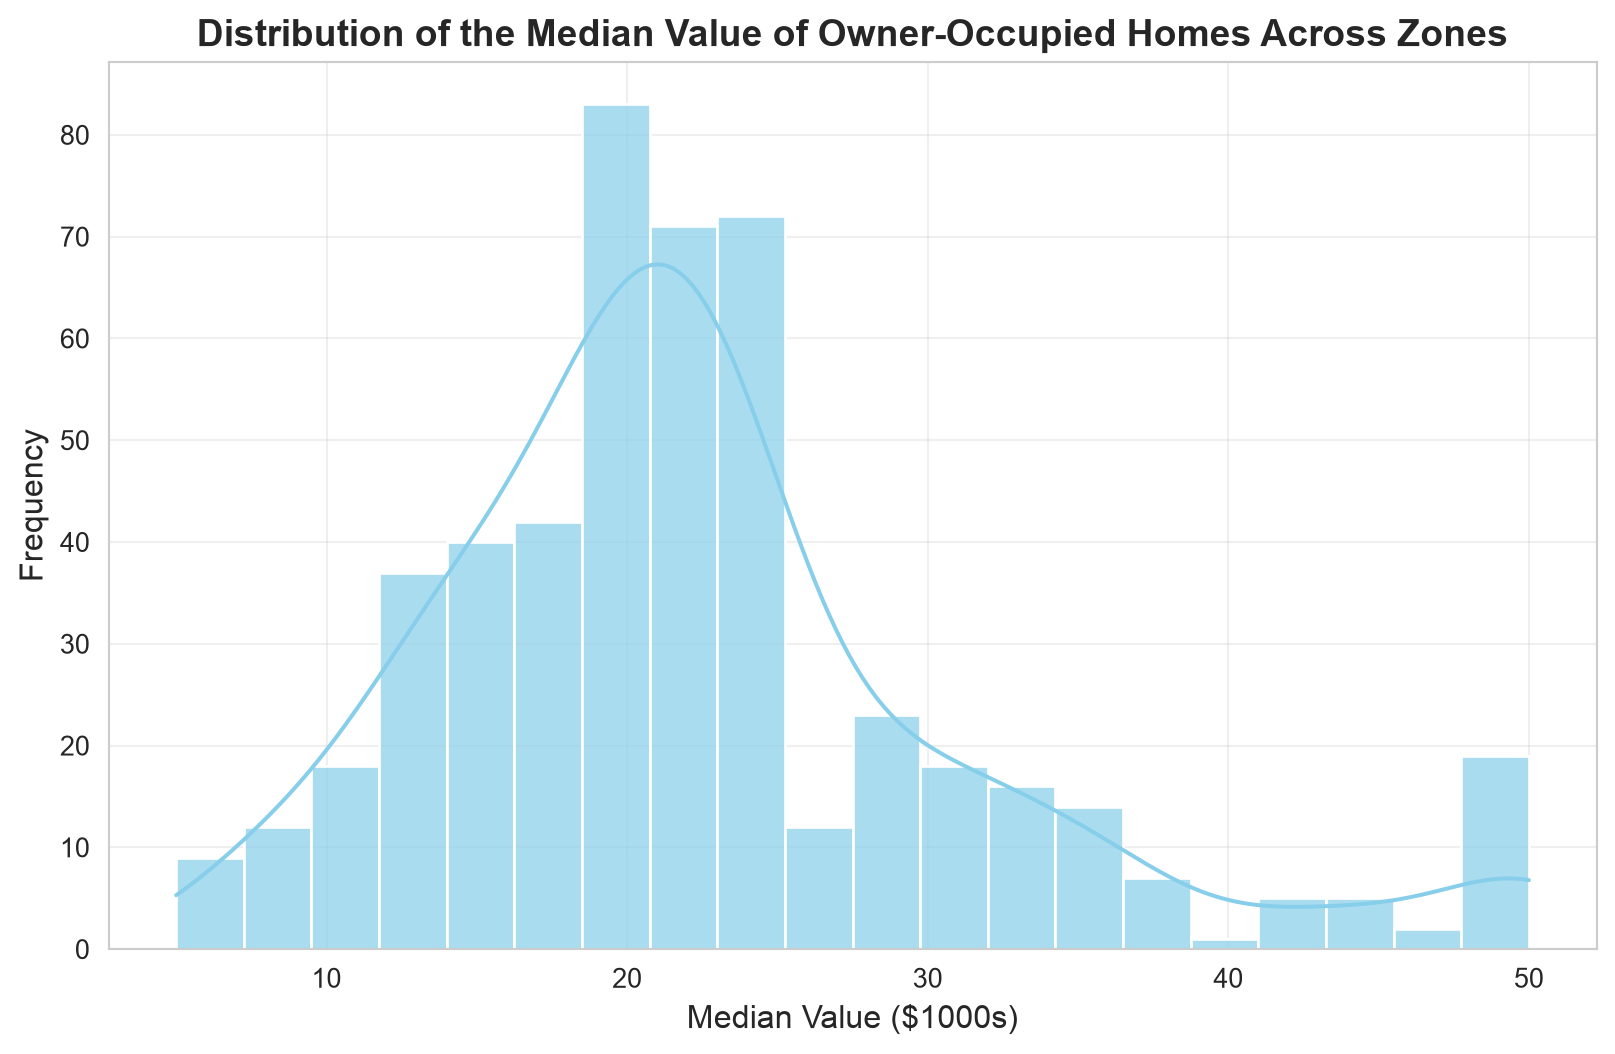 Distribution of the Median Value of Owner-Occupied Homes Across Zones
80
70
60
50
40
30
20
10
0
Frequency
10 20 30 40 50
Median Value ($1000s)